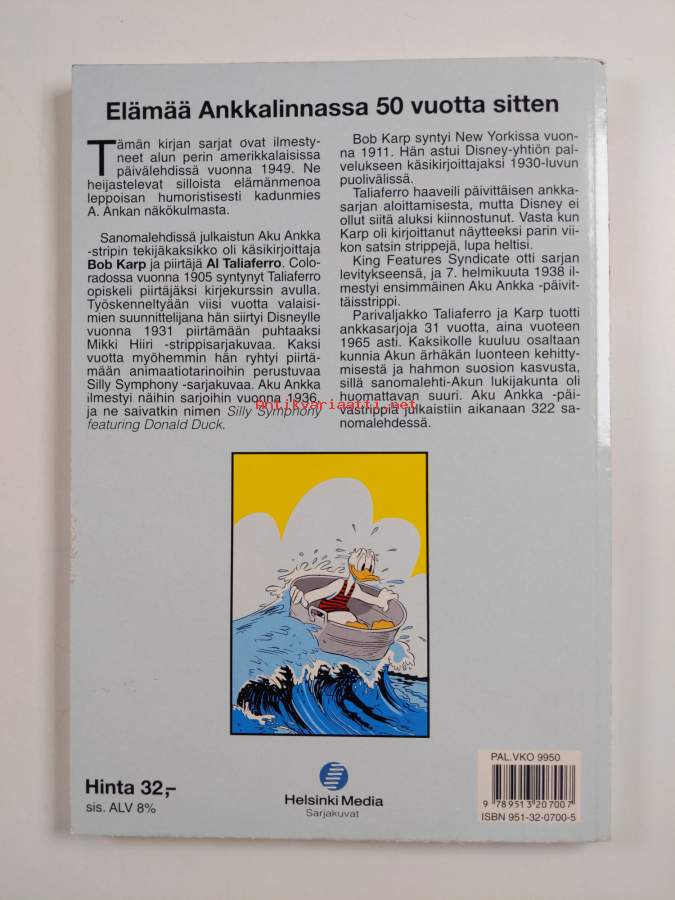 Elämää Ankkalinnassa 50 vuotta sitten
Tämän kirjan sarjat ovat ilmesty-
neet alun perin amerikkalaisissa
päivälehdissä vuonna 1949. Ne
heijastelevat silloista elämänmenoa
leppoisan humoristisesti kadunmies
A. Ankan näkökulmasta.
Sanomalehdissä julkaistun Aku Ankka
-stripin tekijäkaksikko oli käsikirjoittaja
Bob Karp ja piirtäjä Al Taliaferro. Colo-
radossa vuonna 1905 syntynyt Taliaferro
opiskeli piirtäjäksi kirjekurssin avulla.
Työskenneltyään viisi vuotta valaisi-
mien suunnittelijana hän siirtyi Disneylle
vuonna 1931 piirtämään puhtaaksi
Mikki Hiiri -strippisarjakuvaa. Kaksi
vuotta myöhemmin hän ryhtyi piirtä-
mään animaatiotarinoihin perustuvaa
Silly Symphony -sarjakuvaa. Aku Ankka
ilmestyi näihin sarjoihin vuonna 1936,
ja ne saivatkin nimen Silly Symphony
featuring Donald Duck.
Bob Karp syntyi New Yorkissa vuon-
na 1911. Hän astui Disney-yhtiön pal-
velukseen käsikirjoittajaksi 1930-luvun
puolivälissä.
Taliaferro haaveili päivittäisen ankka-
sarjan aloittamisesta, mutta Disney ei
ollut siitä aluksi kiinnostunut. Vasta kun
Karp oli kirjoittanut näytteeksi parin vii-
kon satsin strippejä, lupa heltisi.
King Features Syndicate otti sarjan
levitykseensä, ja 7. helmikuuta 1938 il-
mestyi ensimmäinen Aku Ankka -päivit-
täisstrippi.
Parivaljakko Taliaferro ja Karp tuotti
ankkasarjoja 31 vuotta, aina vuoteen
1965 asti. Kaksikolle kuuluu osaltaan
kunnia Akun ärhäkän luonteen kehitty-
misestä ja hahmon suosion kasvusta,
sillä sanomalehti-Akun lukijakunta oli
huomattavan suuri. Aku Ankka -päi-
västrippiä julkaistiin aikanaan 322 sa-
nomalehdessä.
Antikvariaatti.net
Hinta 32,-
sis. ALV 8%
Helsinki Media
Sarjakuvat
PAL.VKO 9950
9 789513 207007
ISBN 951-32-0700-5